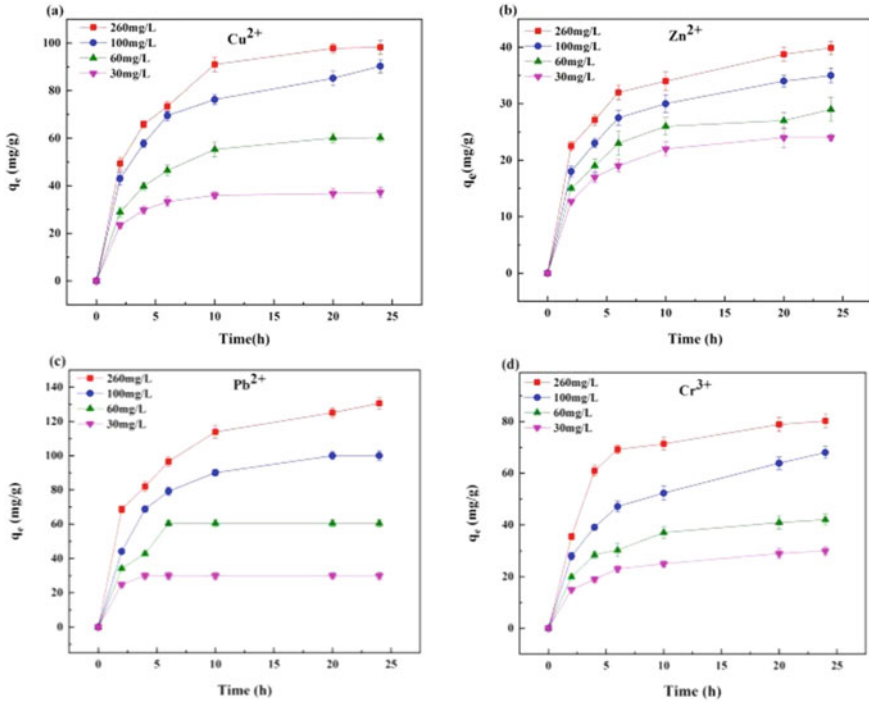 (a)
Cu2+
260mg/L
100mg/L
60mg/L
30mg/L
qe (mg/g)
100
80
60
40
20
0
0 5 10 15 20 25
Time(h)
(b)
Zn2+
260mg/L
100mg/L
60mg/L
30mg/L
qe(mg/g)
40
30
20
10
0
0 5 10 15 20 25
Time (h)
(c)
Pb2+
260mg/L
100mg/L
60mg/L
30mg/L
qe (mg/g)
140
120
100
80
60
40
20
0
0 5 10 15 20 25
Time (h)
(d)
Cr3+
260mg/L
100mg/L
60mg/L
30mg/L
qe (mg/g)
80
60
40
20
0
0 5 10 15 20 25
Time (h)